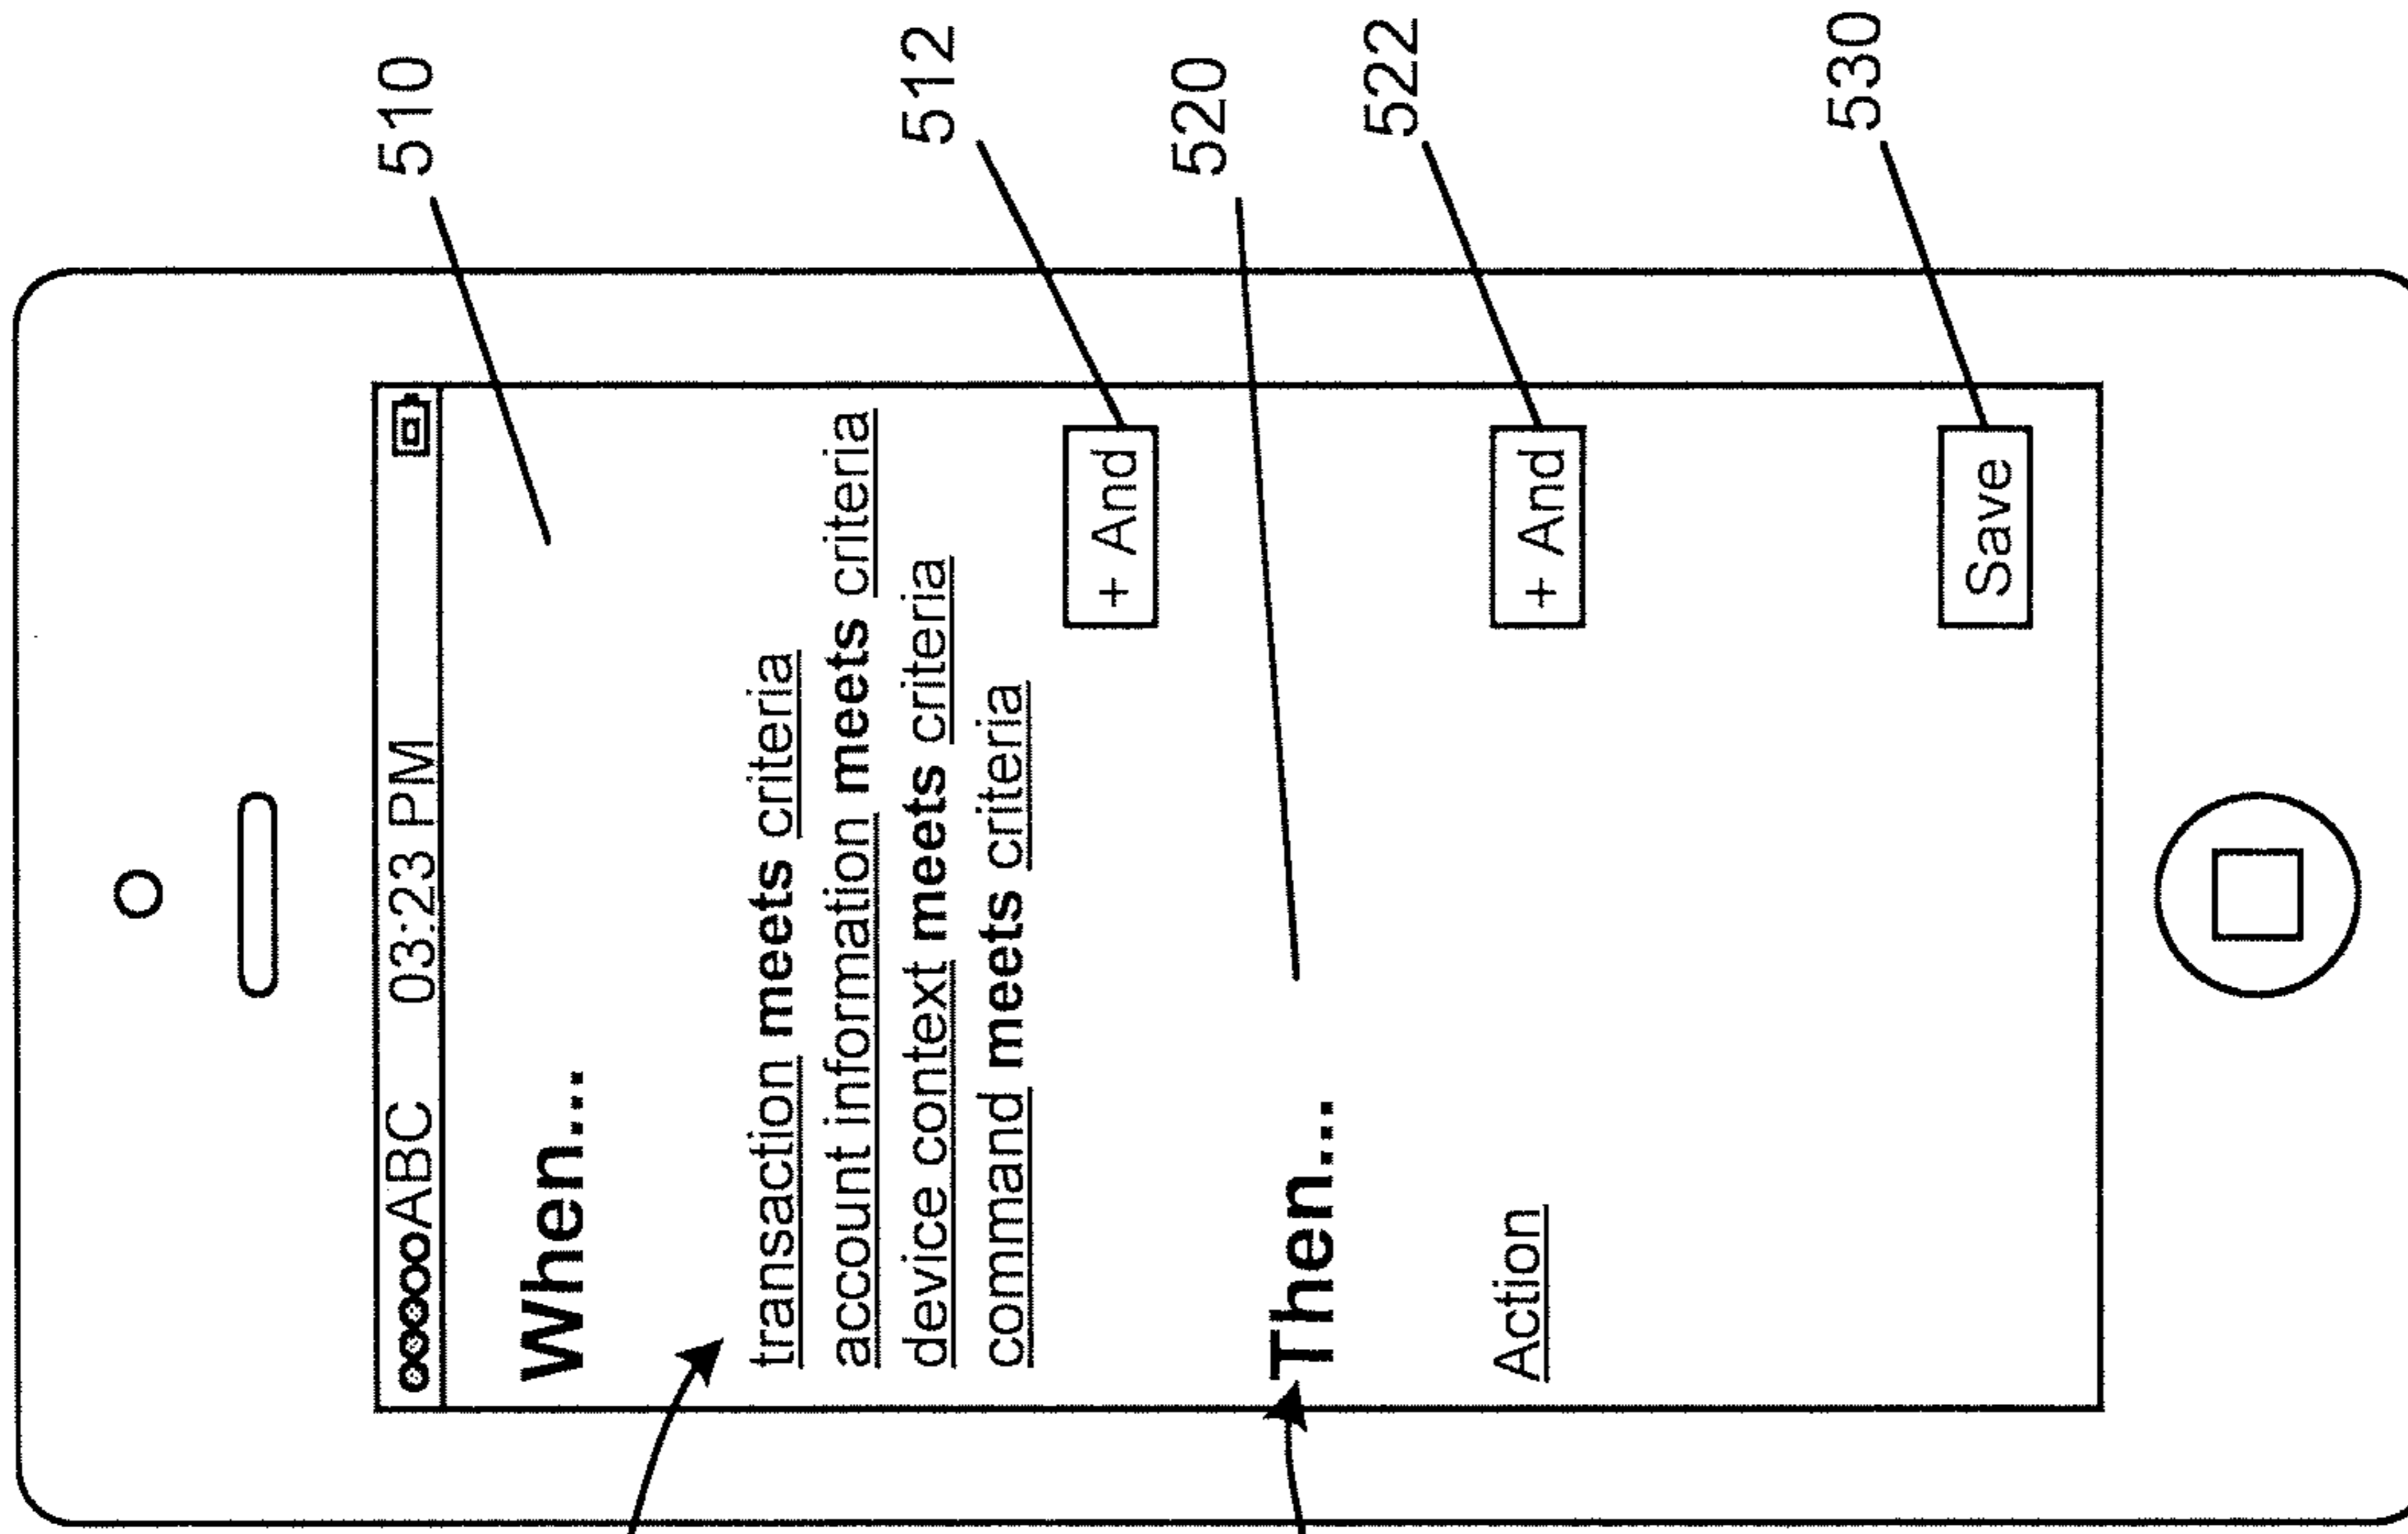 ABC 03:23 PM
When...
510
transaction meets criteria
account information meets criteria
device context meets criteria
command meets criteria
+ And
512
Then...
520
Action
+ And
522
Save
530